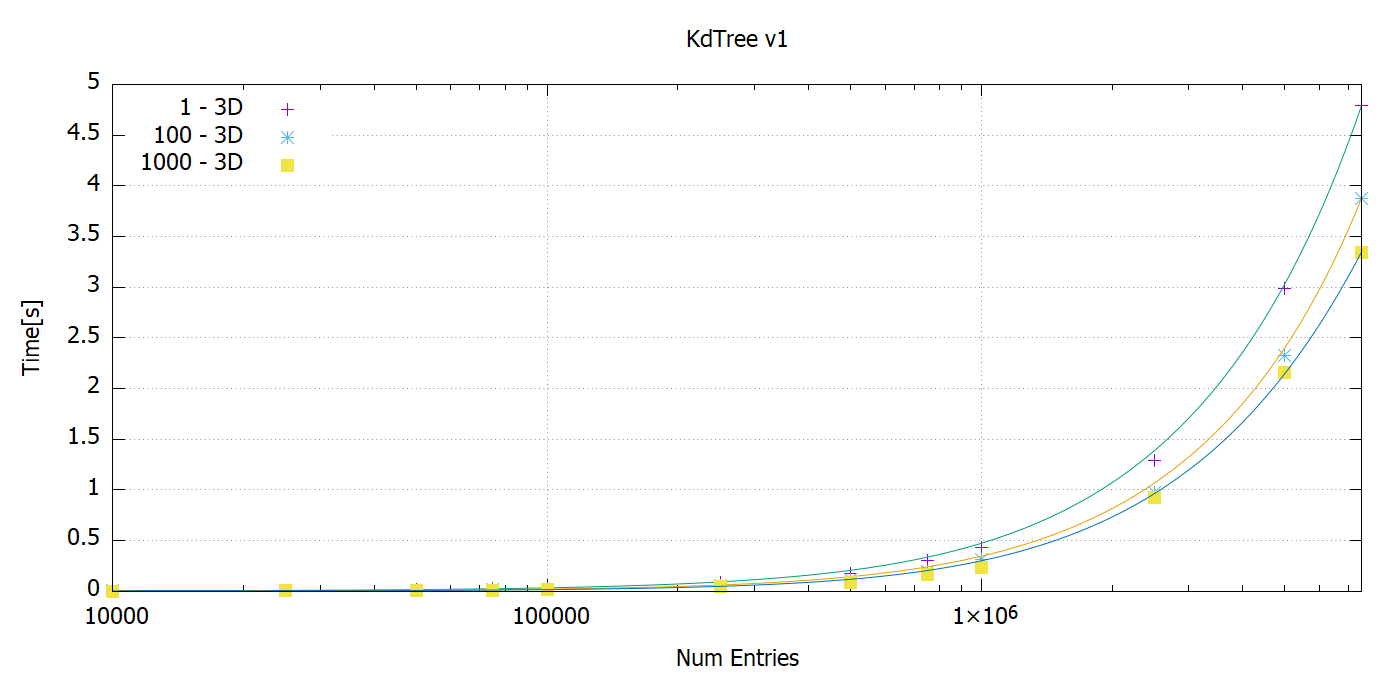 KdTree v1
5
4.5
4
3.5
3
2.5
2
1.5
1
0.5
0
1 - 3D
100 - 3D
1000 - 3D
Time[s]
10000 100000 1×10⁶
Num Entries